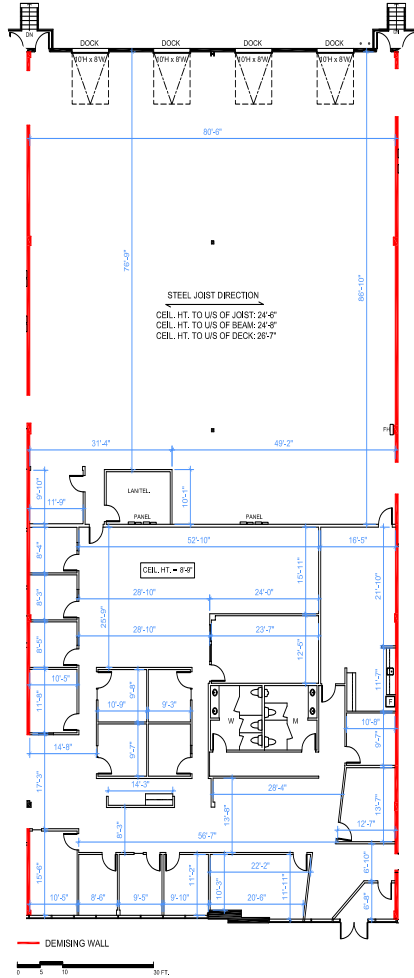 DN
DOCK
DOCK
DOCK
DOCK
DN
10'H x 8'W
10'H x 8'W
10'H x 8'W
10'H x 8'W
80'-6"
76'-9"
86'-10"
STEEL JOIST DIRECTION
CEIL. HT. TO U/S OF JOIST: 24'-6"
CEIL. HT. TO U/S OF BEAM: 24'-8"
CEIL. HT. TO U/S OF DECK: 26'-7"
FH
31'-4"
49'-2"
9'-10"
11'-9"
LAN/TEL.
10'-1"
PANEL
PANEL
52'-10"
16'-5"
8'-4"
CEIL. HT. = 8'-9"
15'-11"
21'-10"
8'-3"
28'-10"
24'-0"
25'-9"
8'-5"
28'-10"
23'-7"
12'-6"
10'-5"
11'-8"
9'-8"
10'-9"
9'-3"
11'-7"
F
W
M
10'-8"
9'-7"
14'-8"
9'-7"
17'-3"
14'-3"
28'-4"
13'-7"
8'-3"
13'-8"
12'-7"
56'-7"
15'-6"
11'-2"
22'-2"
6'-10"
10'-3"
11'-11"
10'-5"
8'-6"
9'-5"
9'-10"
20'-6"
6'-8"
DEMISING WALL
0 5 10 30 FT.